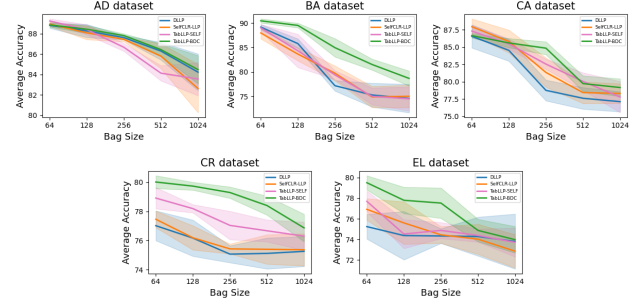 AD dataset
Average Accuracy
88
86
84
82
80
DLLP
SelfCLR-LLP
TabLLP-SELF
TabLLP-BDC
64 128 256 512 1024
Bag Size
BA dataset
Average Accuracy
90
85
80
75
DLLP
SelfCLR-LLP
TabLLP-SELF
TabLLP-BDC
64 128 256 512 1024
Bag Size
CA dataset
Average Accuracy
87.5
85.0
82.5
80.0
77.5
75.0
DLLP
SelfCLR-LLP
TabLLP-SELF
TabLLP-BDC
64 128 256 512 1024
Bag Size
CR dataset
Average Accuracy
80
78
76
74
DLLP
SelfCLR-LLP
TabLLP-SELF
TabLLP-BDC
64 128 256 512 1024
Bag Size
EL dataset
Average Accuracy
80
78
76
74
72
DLLP
SelfCLR-LLP
TabLLP-SELF
TabLLP-BDC
64 128 256 512 1024
Bag Size